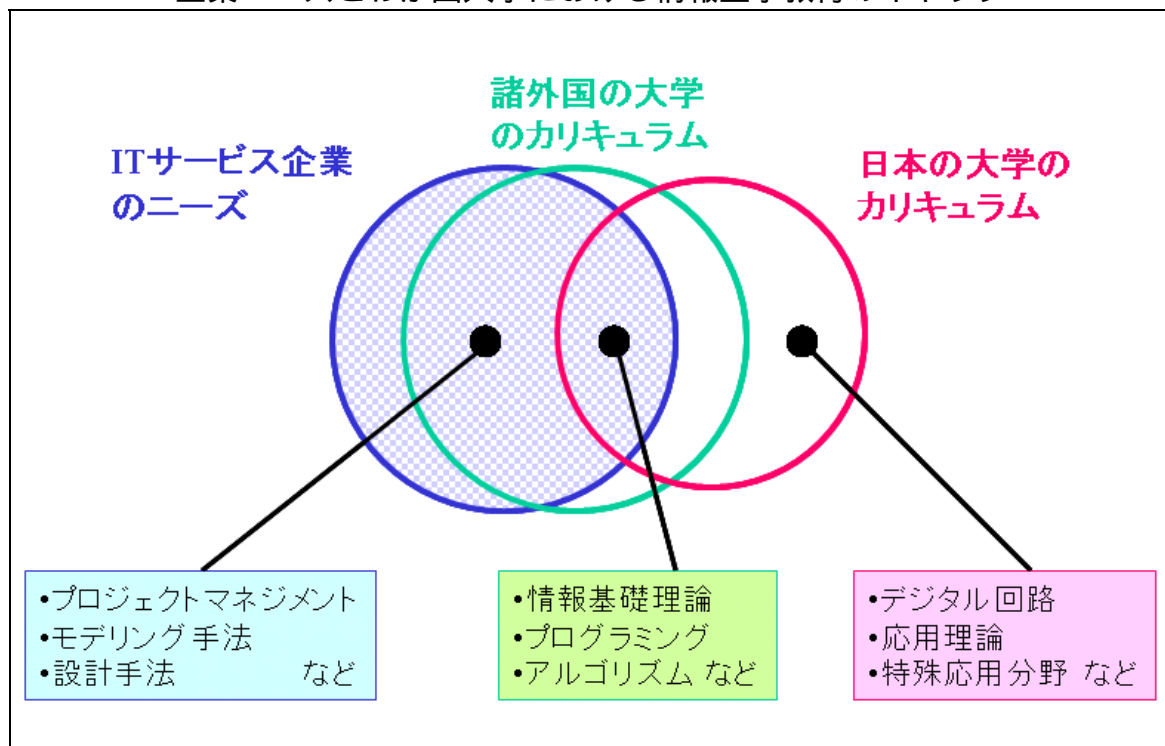 諸外国の大学
のカリキュラム
ITサービス企業
のニーズ
日本の大学の
カリキュラム
•プロジェクトマネジメント
•モデリング手法
•設計手法 など
•情報基礎理論
•プログラミング
•アルゴリズム など
•デジタル回路
•応用理論
•特殊応用分野 など